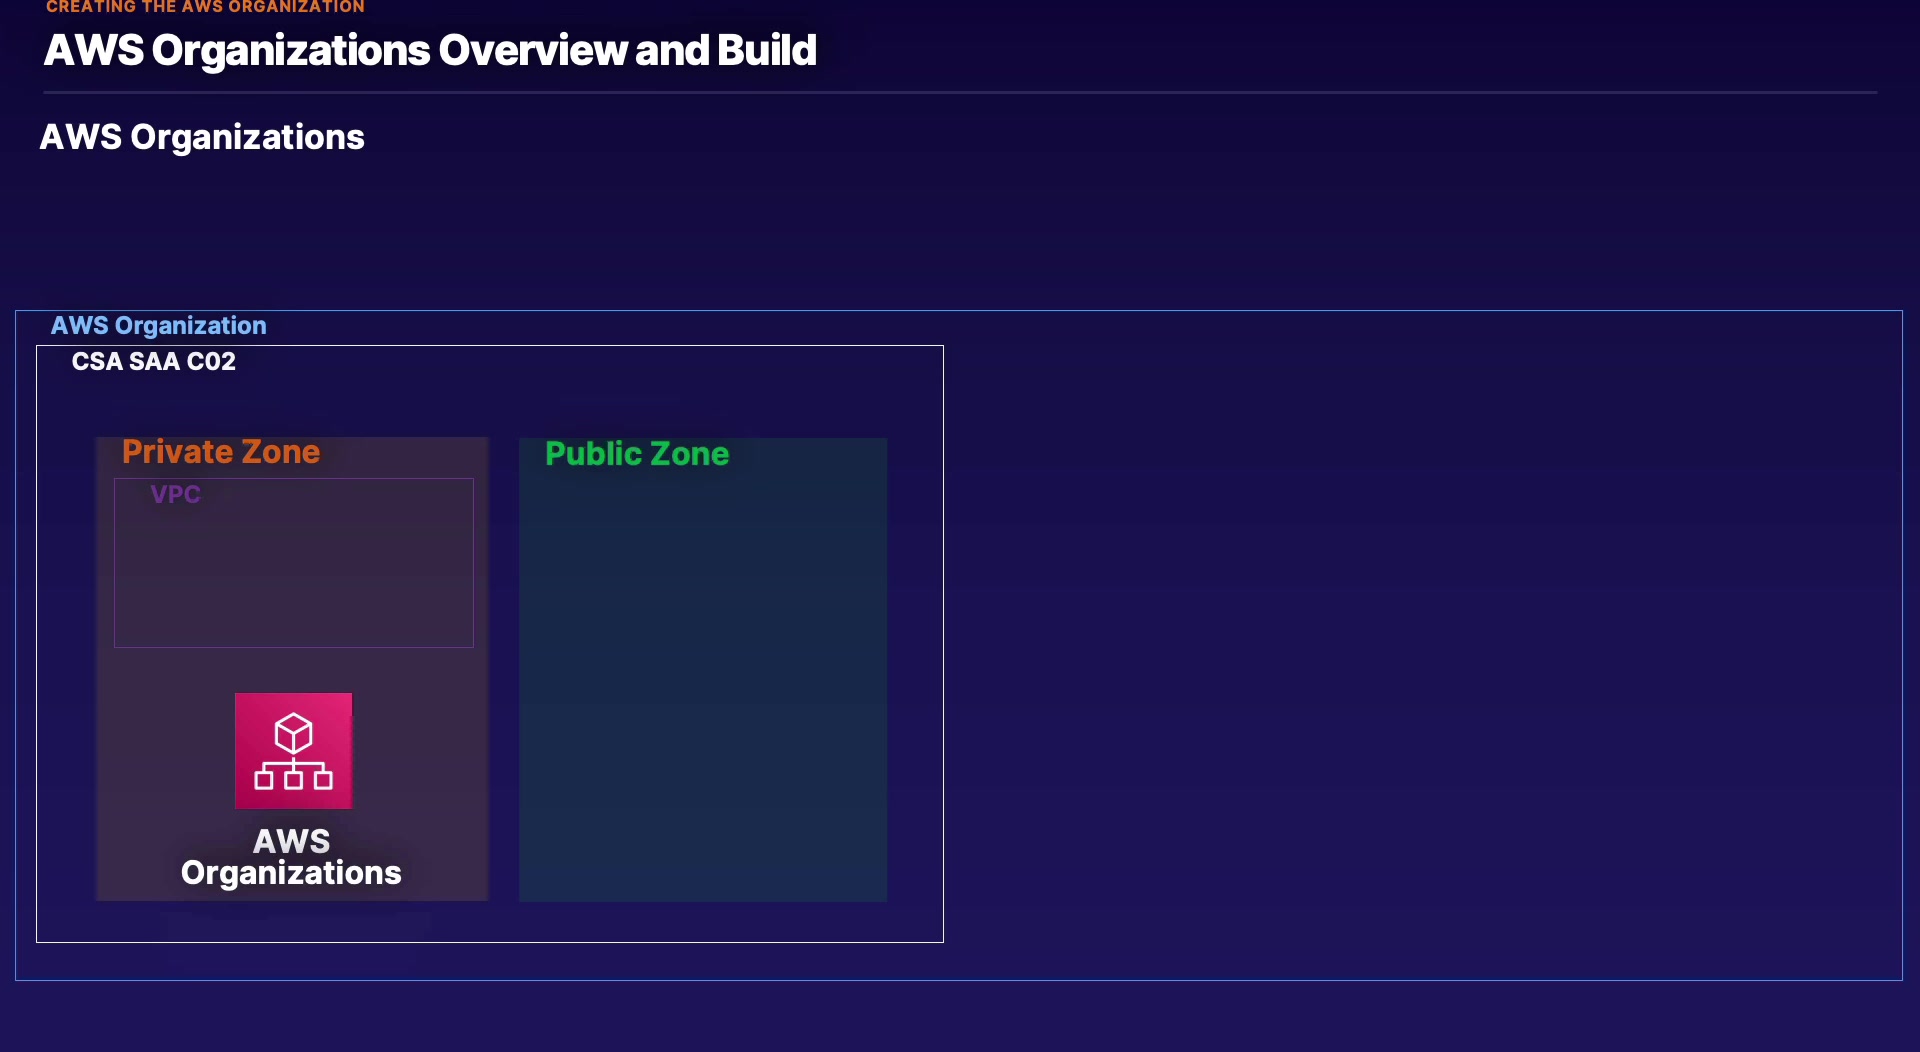 CREATING THE AWS ORGANIZATION
AWS Organizations Overview and Build
AWS Organizations
AWS Organization
CSA SAA C02
Private Zone
VPC
AWS
Organizations
Public Zone